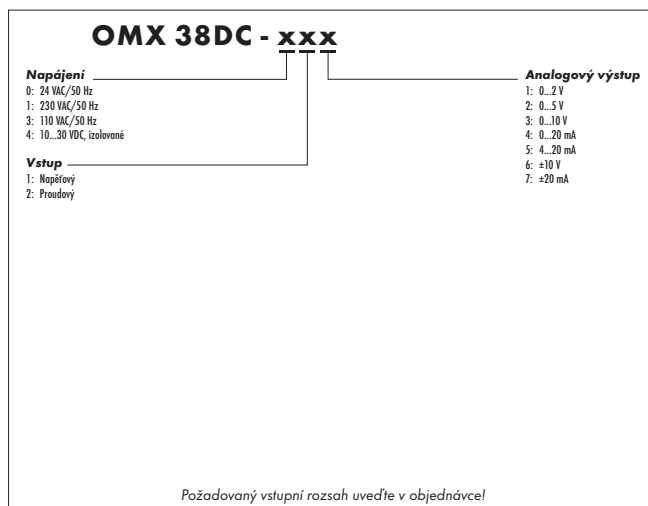 OMX 38DC - xxx
Napájení
0: 24 VAC/50 Hz
1: 230 VAC/50 Hz
3: 110 VAC/50 Hz
4: 10...30 VDC, izolované
Vstup
1: Napěťový
2: Proudový
Analogový výstup
1: 0...2 V
2: 0...5 V
3: 0...10 V
4: 0...20 mA
5: 4...20 mA
6: ±10 V
7: ±20 mA
Požadovaný vstupní rozsah uveďte v objednávce!